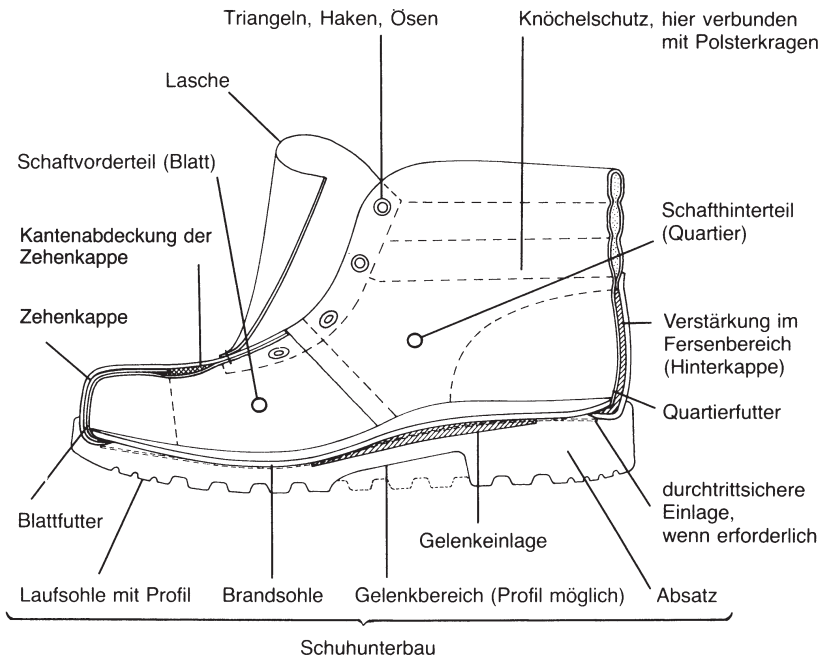 Triangeln, Haken, Ösen
Knöchelschutz, hier verbunden
mit Polsterkragen
Lasche
Schaftvorderteil (Blatt)
Kantenabdeckung der
Zehenkappe
Zehenkappe
Schafthinterteil
(Quartier)
Verstärkung im
Fersenbereich
(Hinterkappe)
Quartierfutter
durchtrittsichere
Einlage,
wenn erforderlich
Blattfutter
Gelenkeinlage
Laufsohle mit Profil
Brandsohle
Gelenkbereich (Profil möglich)
Absatz
Schuhunterbau